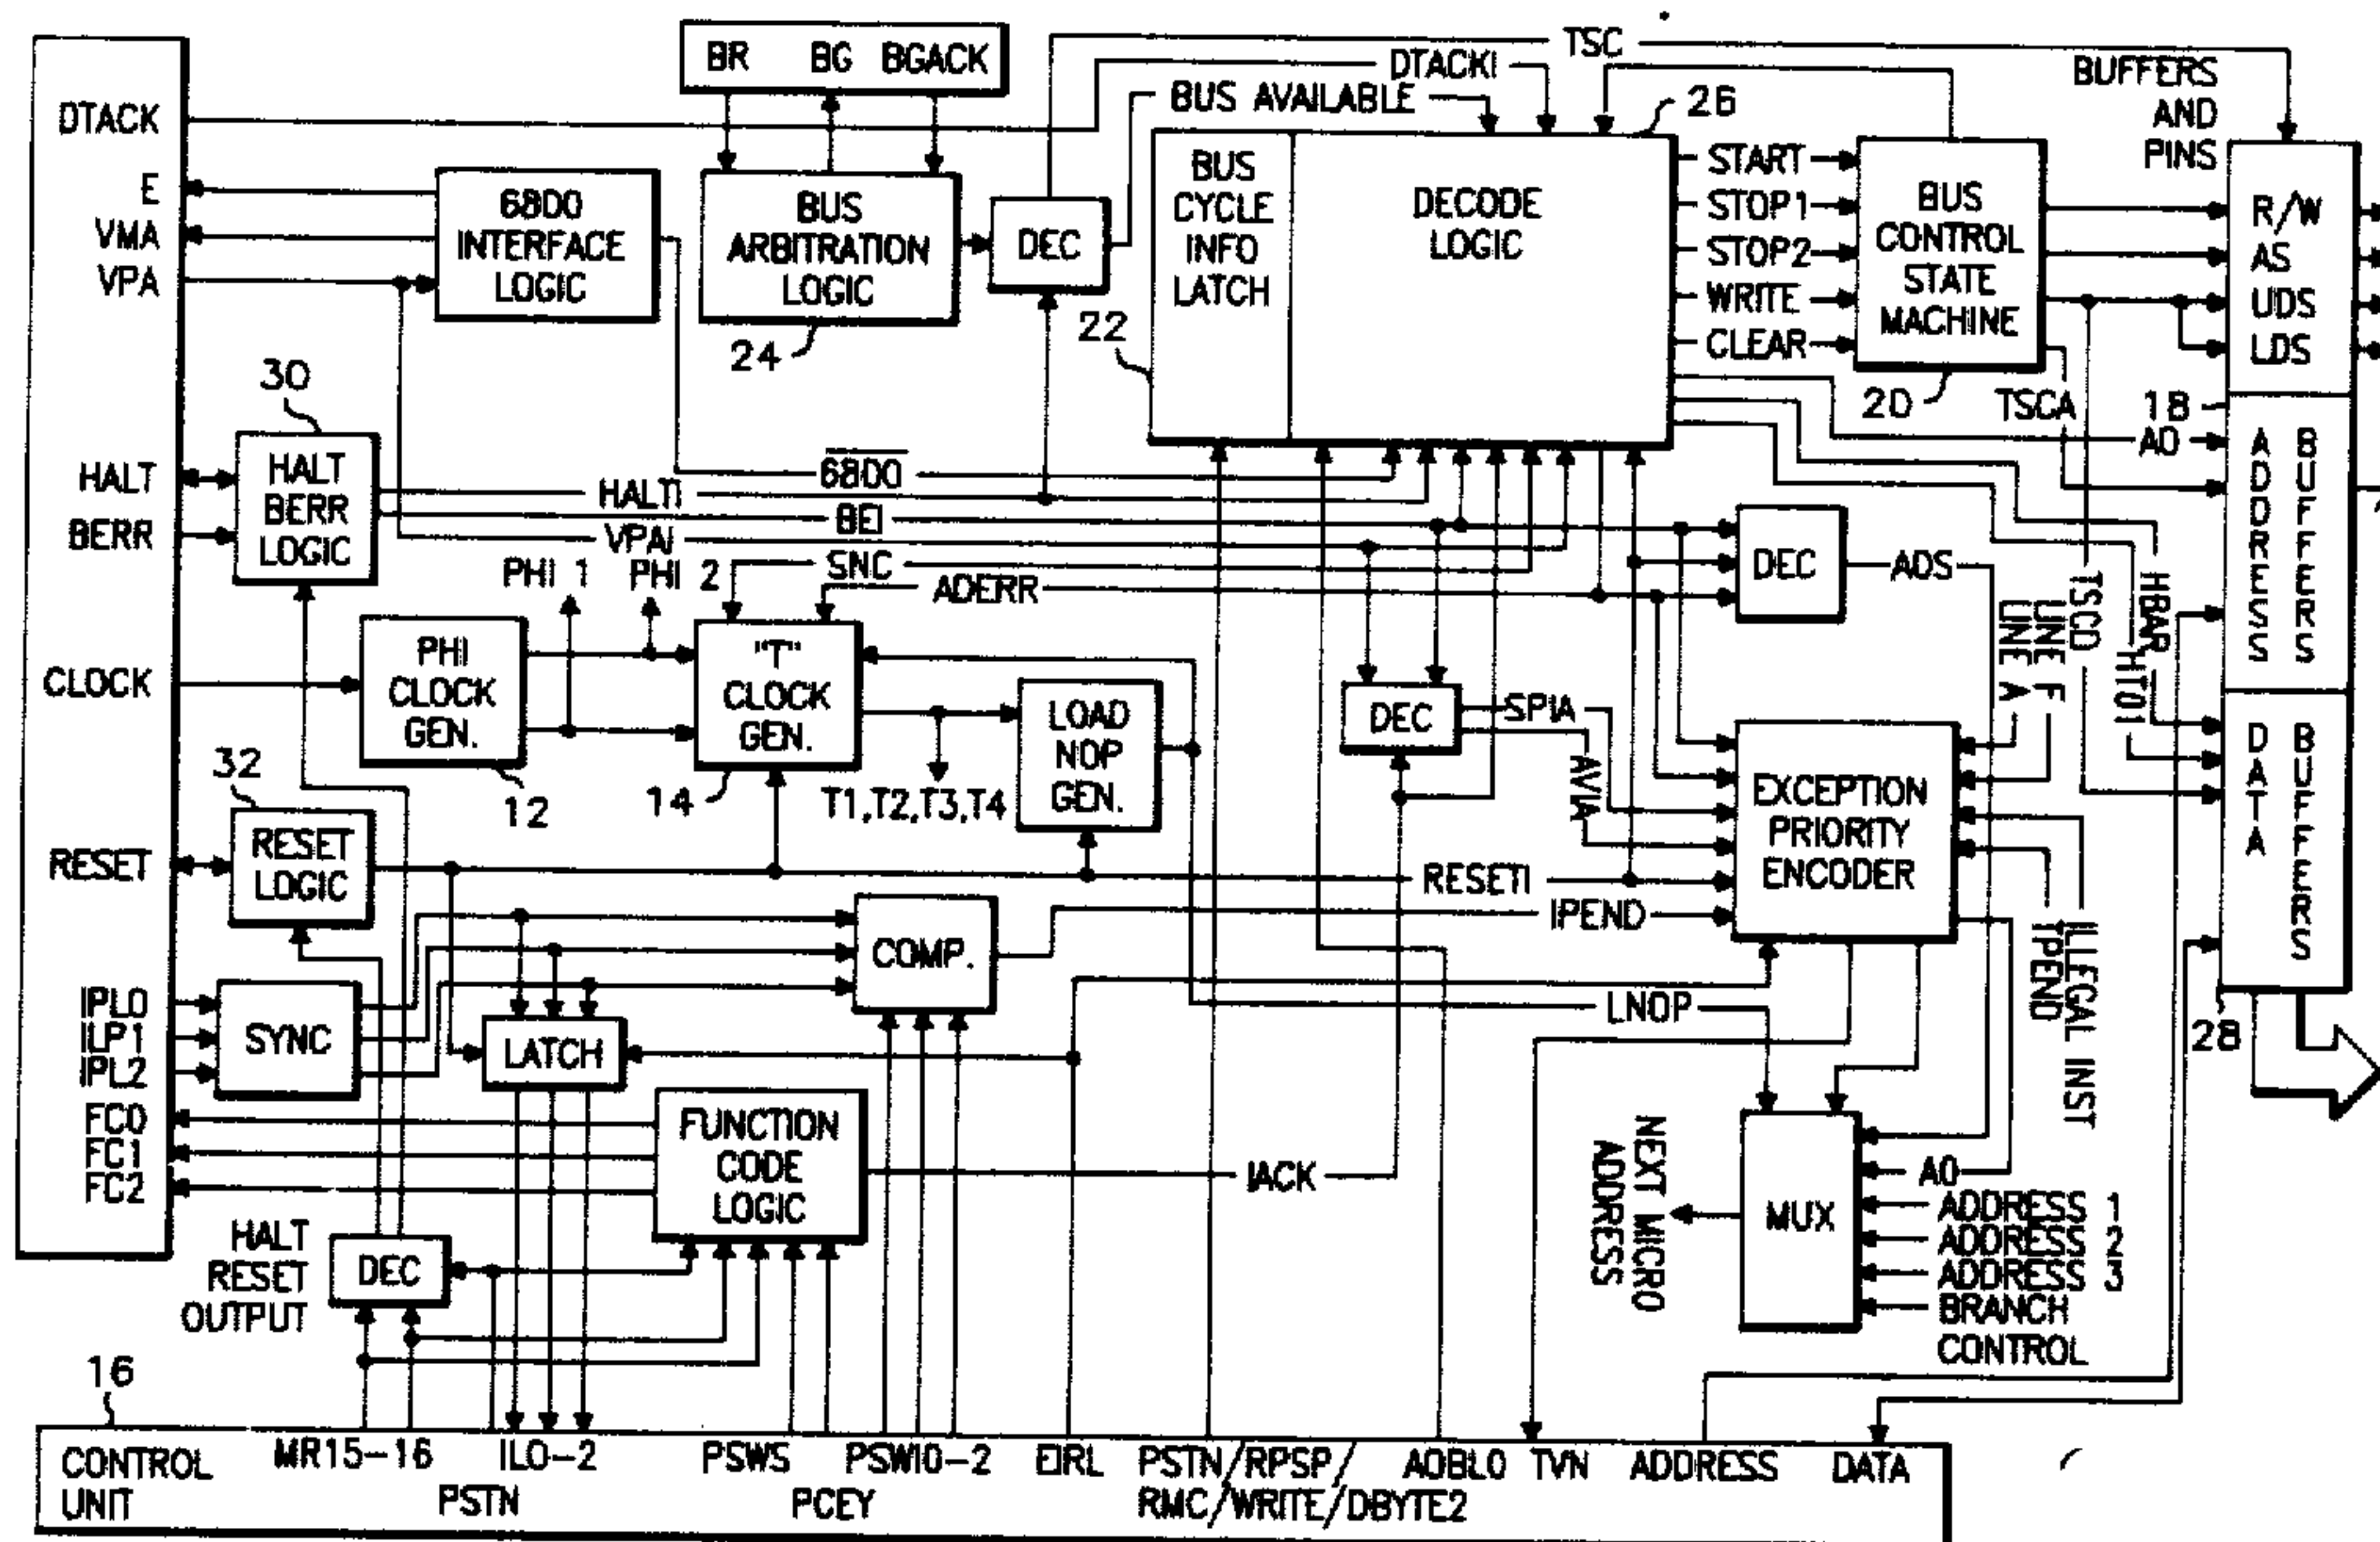 BR BG BGACK
TSC
DTACKI
BUS AVAILABLE
BUFFERS
AND
PINS
26
DTACK
E
VMA
VPA
6800
INTERFACE
LOGIC
BUS
ARBITRATION
LOGIC
24
DEC
BUS
CYCLE
INFO
LATCH
22
DECODE
LOGIC
START
STOP1
STOP2
WRITE
CLEAR
BUS
CONTROL
STATE
MACHINE
20
R/W
AS
UDS
LDS
TSCA
18
A0
ADDRESS
BUFFERS
30
HALT
BERR
LOGIC
HALT
BERR
6800
HALTI
BEI
VPAI
SNC
ADERR
PHI 1
PHI 2
DEC
ADS
LINE A
LINE F
TSCD
HBAR
HT01
CLOCK
PHI
CLOCK
GEN.
12
"T"
CLOCK
GEN.
14
T1,T2,T3,T4
LOAD
NOP
GEN.
DEC
SPIA
AVIA
EXCEPTION
PRIORITY
ENCODER
DATA
BUFFERS
28
32
RESET
RESET
LOGIC
RESETI
IPEND
COMP.
IPL0
ILP1
IPL2
SYNC
LATCH
LNOP
TPEND
ILLEGAL INST
FC0
FC1
FC2
FUNCTION
CODE
LOGIC
IACK
NEXT MICRO
ADDRESS
MUX
A0
ADDRESS 1
ADDRESS 2
ADDRESS 3
BRANCH
CONTROL
HALT
RESET
OUTPUT
DEC
16
CONTROL
UNIT
MR15-16
PSTN
ILO-2
PSWS
PCEY
PSWI0-2
EIRL
PSTN/RPSP/
RMC/WRITE/DBYTE2
AOBLO
TVN
ADDRESS
DATA